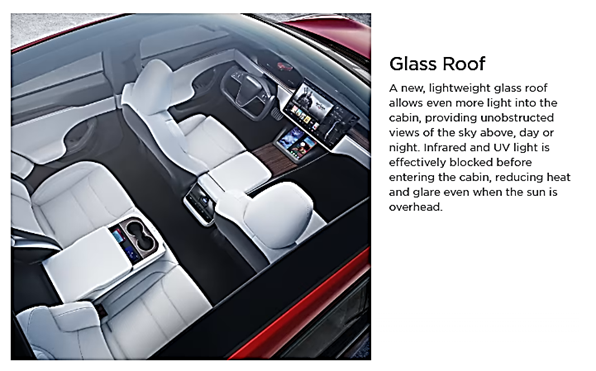 Glass Roof
A new, lightweight glass roof
allows even more light into the
cabin, providing unobstructed
views of the sky above, day or
night. Infrared and UV light is
effectively blocked before
entering the cabin, reducing heat
and glare even when the sun is
overhead.